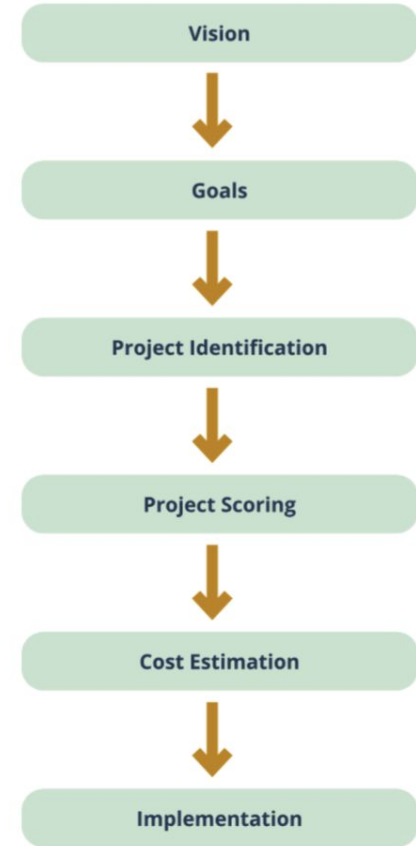 Vision
Goals
Project Identification
Project Scoring
Cost Estimation
Implementation